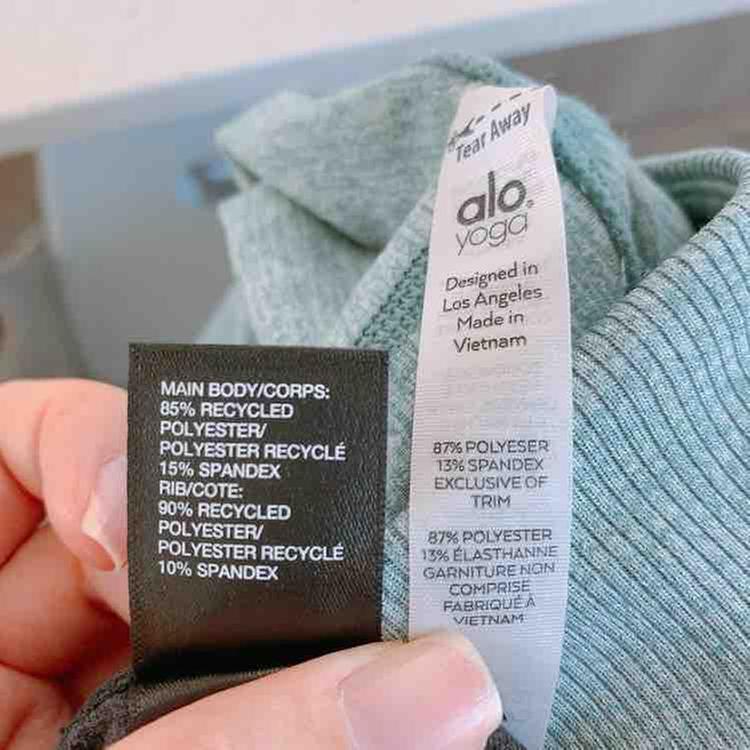 MAIN BODY/CORPS:
85% RECYCLED
POLYESTER/
POLYESTER RECYCLÉ
15% SPANDEX
RIB/COTE:
90% RECYCLED
POLYESTER/
POLYESTER RECYCLÉ
10% SPANDEX
Tear Away
alo®
yoga
Designed in
Los Angeles
Made in
Vietnam
87% POLYESER
13% SPANDEX
EXCLUSIVE OF
TRIM
87% POLYESTER
13% ÉLASTHANNE
GARNITURE NON
COMPRISE
FABRIQUÉ À
VIETNAM